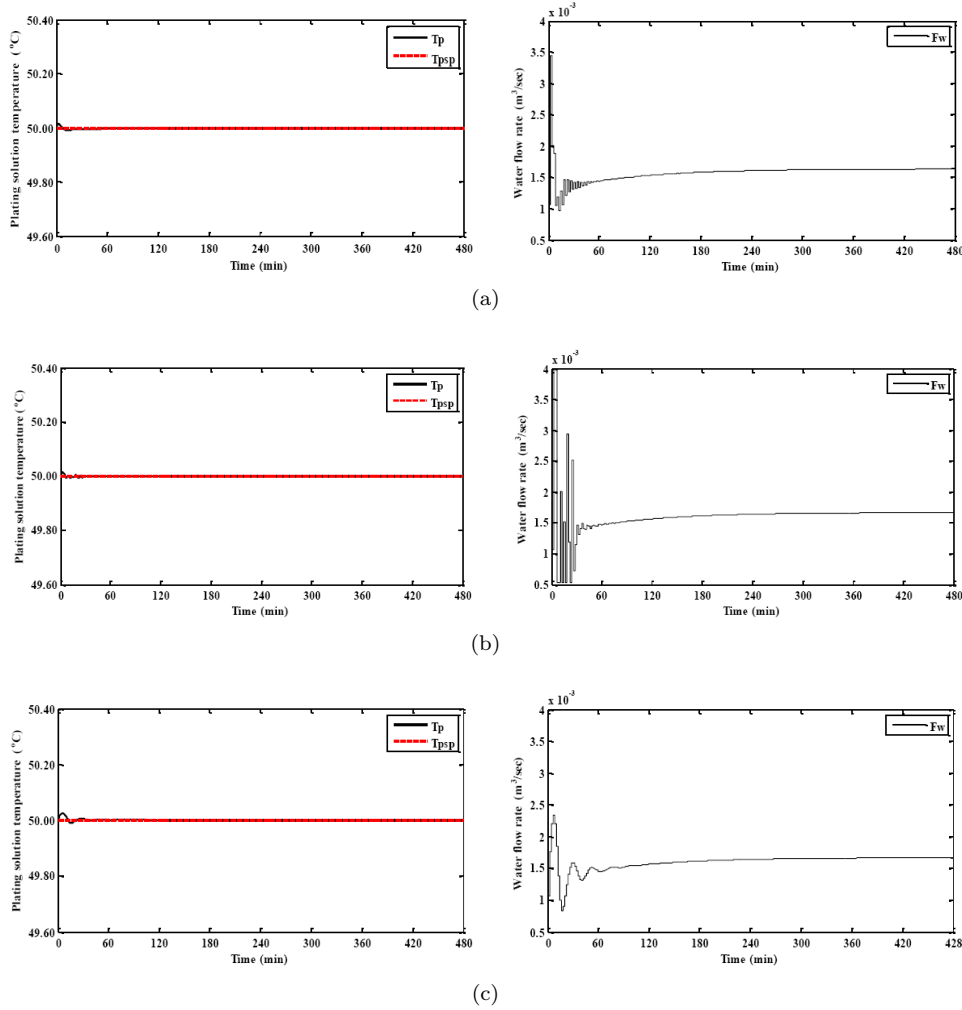 50.40
50.20
50.00
49.80
49.60
Plating solution temperature (°C)
Tp
Tpsp
0 60 120 180 240 300 360 420 480
Time (min)
x 10⁻³
4
3.5
3
2.5
2
1.5
1
0.5
Water flow rate (m³/sec)
Fw
0 60 120 180 240 300 360 420 480
Time (min)
(a)
50.40
50.20
50.00
49.80
49.60
Plating solution temperature (°C)
Tp
Tpsp
0 60 120 180 240 300 360 420 480
Time (min)
x 10⁻³
4
3.5
3
2.5
2
1.5
1
0.5
Water flow rate (m³/sec)
Fw
0 60 120 180 240 300 360 420 480
Time (min)
(b)
50.40
50.20
50.00
49.80
49.60
Plating solution temperature (°C)
Tp
Tpsp
0 60 120 180 240 300 360 420 480
Time (min)
x 10⁻³
4
3.5
3
2.5
2
1.5
1
0.5
Water flow rate (m³/sec)
Fw
0 60 120 180 240 300 360 420 428
Time (min)
(c)